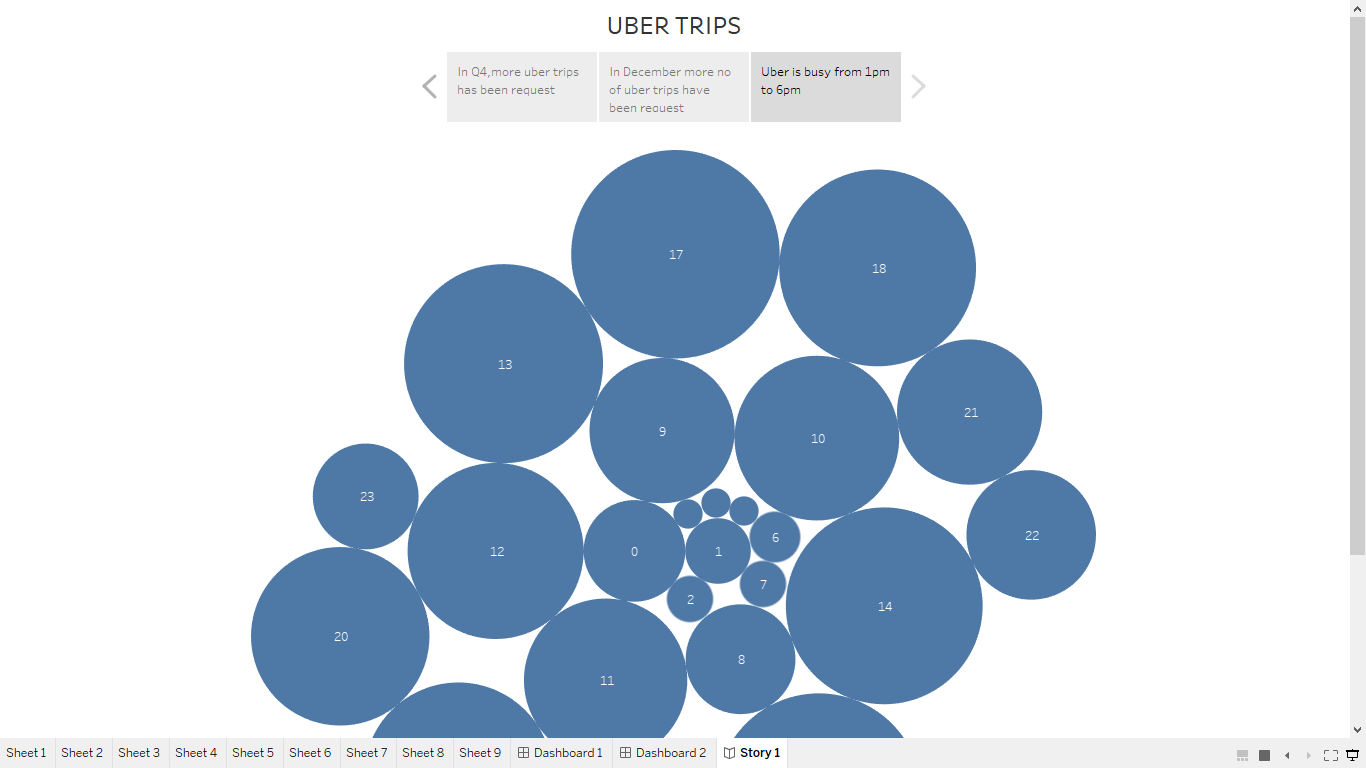 UBER TRIPS
In Q4,more uber trips
has been request
In December more no
of uber trips have
been request
Uber is busy from 1pm
to 6pm
17
18
13
21
9
10
23
22
6
0
1
12
7
2
14
20
8
11
Sheet 1 Sheet 2 Sheet 3 Sheet 4 Sheet 5 Sheet 6 Sheet 7 Sheet 8 Sheet 9 Dashboard 1 Dashboard 2 Story 1